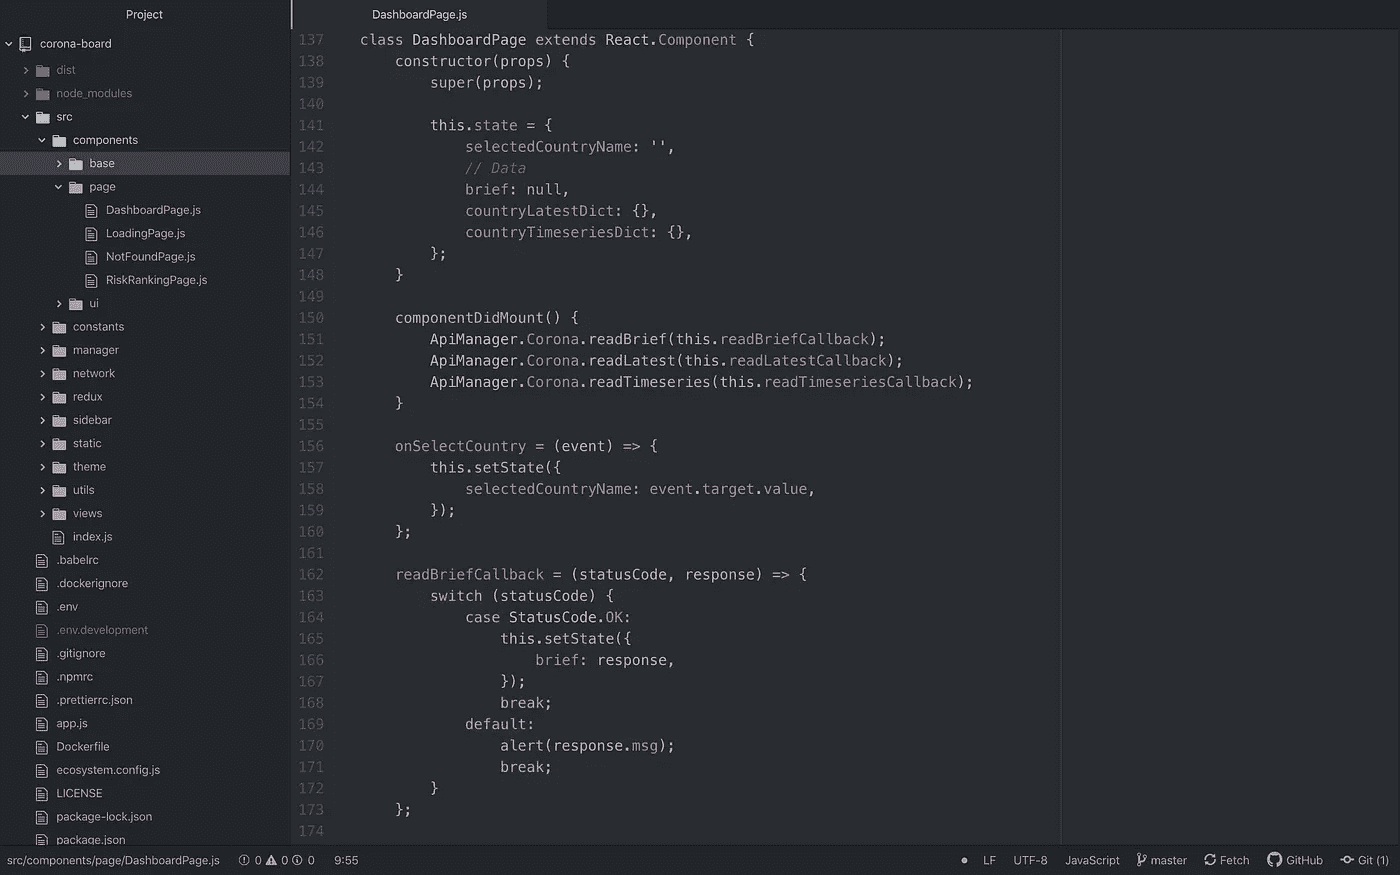 Project
corona-board
dist
node_modules
src
components
base
page
DashboardPage.js
LoadingPage.js
NotFoundPage.js
RiskRankingPage.js
ui
constants
manager
network
redux
sidebar
static
theme
utils
views
index.js
.babelrc
.dockerignore
.env
.env.development
.gitignore
.npmrc
.prettierrc.json
app.js
Dockerfile
ecosystem.config.js
LICENSE
package-lock.json
package.json
DashboardPage.js
137 class DashboardPage extends React.Component {
138     constructor(props) {
139         super(props);
140
141         this.state = {
142             selectedCountryName: '',
143             // Data
144             brief: null,
145             countryLatestDict: {},
146             countryTimeseriesDict: {},
147         };
148     }
149
150     componentDidMount() {
151         ApiManager.Corona.readBrief(this.readBriefCallback);
152         ApiManager.Corona.readLatest(this.readLatestCallback);
153         ApiManager.Corona.readTimeseries(this.readTimeseriesCallback);
154     }
155
156     onSelectCountry = (event) => {
157         this.setState({
158             selectedCountryName: event.target.value,
159         });
160     };
161
162     readBriefCallback = (statusCode, response) => {
163         switch (statusCode) {
164             case StatusCode.OK:
165                 this.setState({
166                     brief: response,
167                 });
168                 break;
169             default:
170                 alert(response.msg);
171                 break;
172         }
173     };
174
src/components/page/DashboardPage.js 0 0 0 9:55 LF UTF-8 JavaScript master Fetch GitHub Git (1)